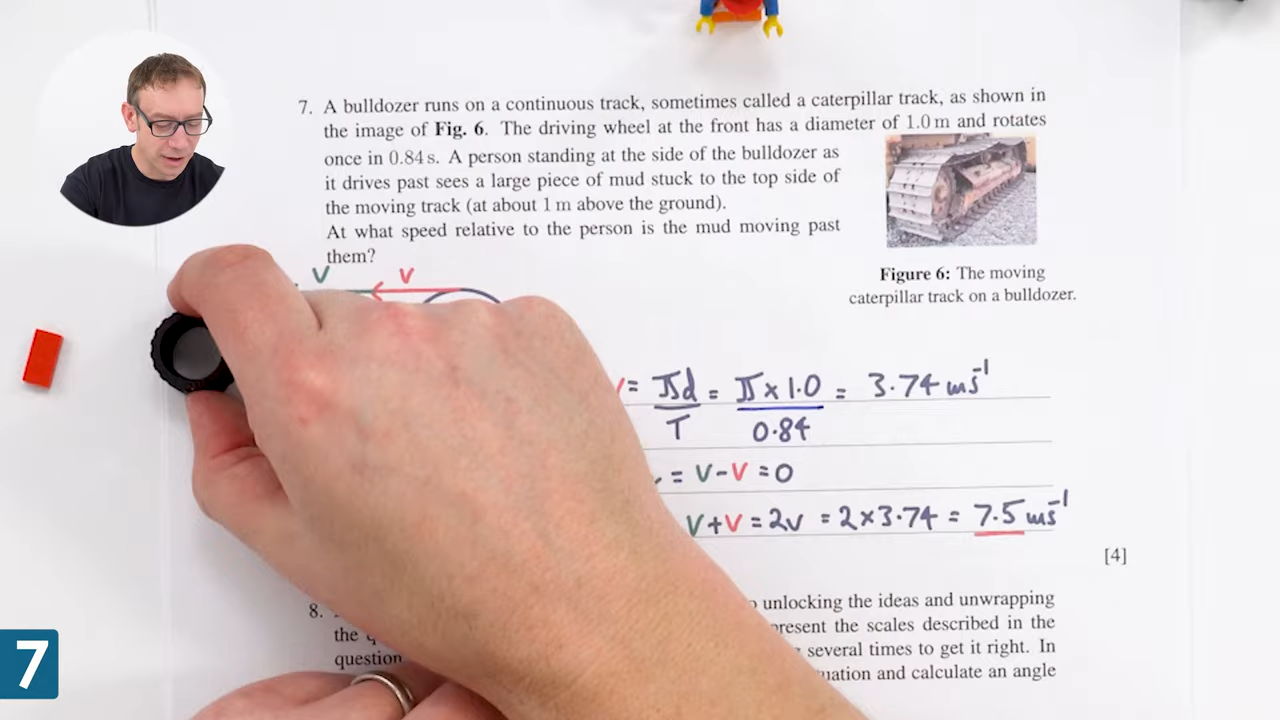 7. A bulldozer runs on a continuous track, sometimes called a caterpillar track, as shown in
the image of Fig. 6. The driving wheel at the front has a diameter of 1.0 m and rotates
once in 0.84 s. A person standing at the side of the bulldozer as
it drives past sees a large piece of mud stuck to the top side of
the moving track (at about 1 m above the ground).
At what speed relative to the person is the mud moving past
them?
Figure 6: The moving
caterpillar track on a bulldozer.
V V
= πd/T = π × 1.0/0.84 = 3.74 ms⁻¹
= V-V = 0
V+V = 2V = 2×3.74 = 7.5 ms⁻¹
[4]
8.
unlocking the ideas and unwrapping
the present the scales described in the
question several times to get it right. In
and calculate an angle
7